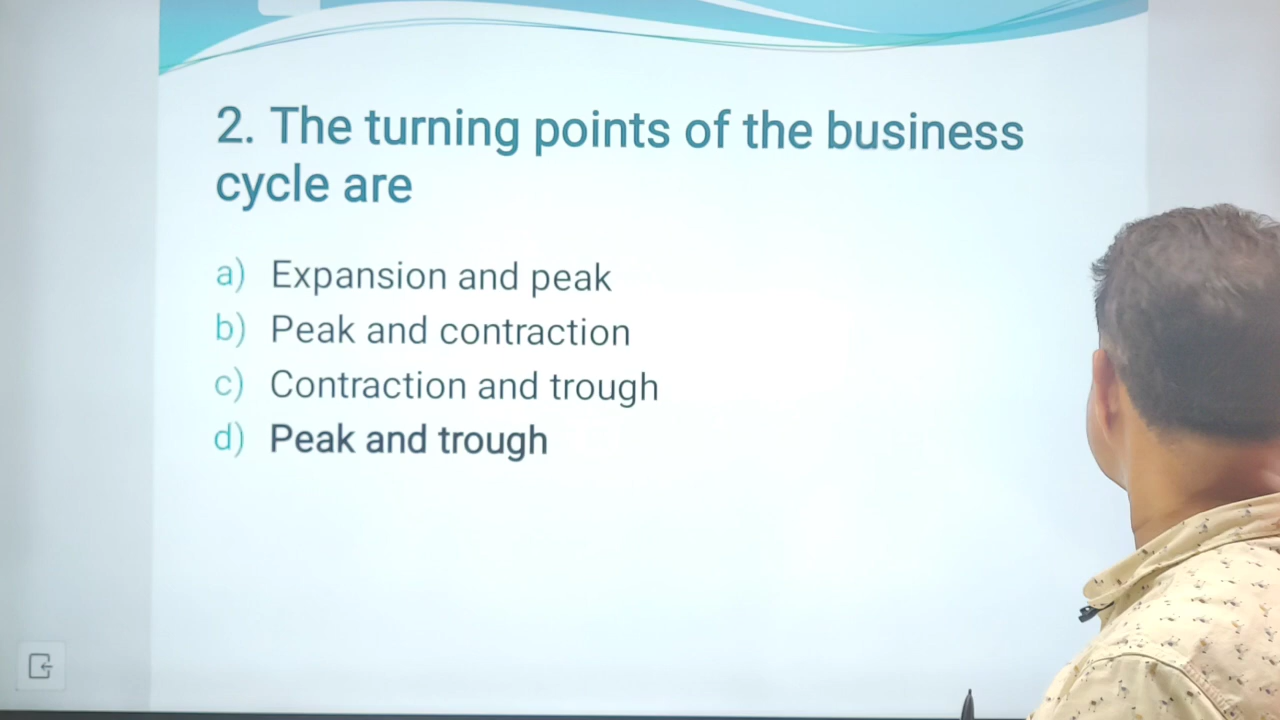 2. The turning points of the business
cycle are
a) Expansion and peak
b) Peak and contraction
c) Contraction and trough
d) Peak and trough